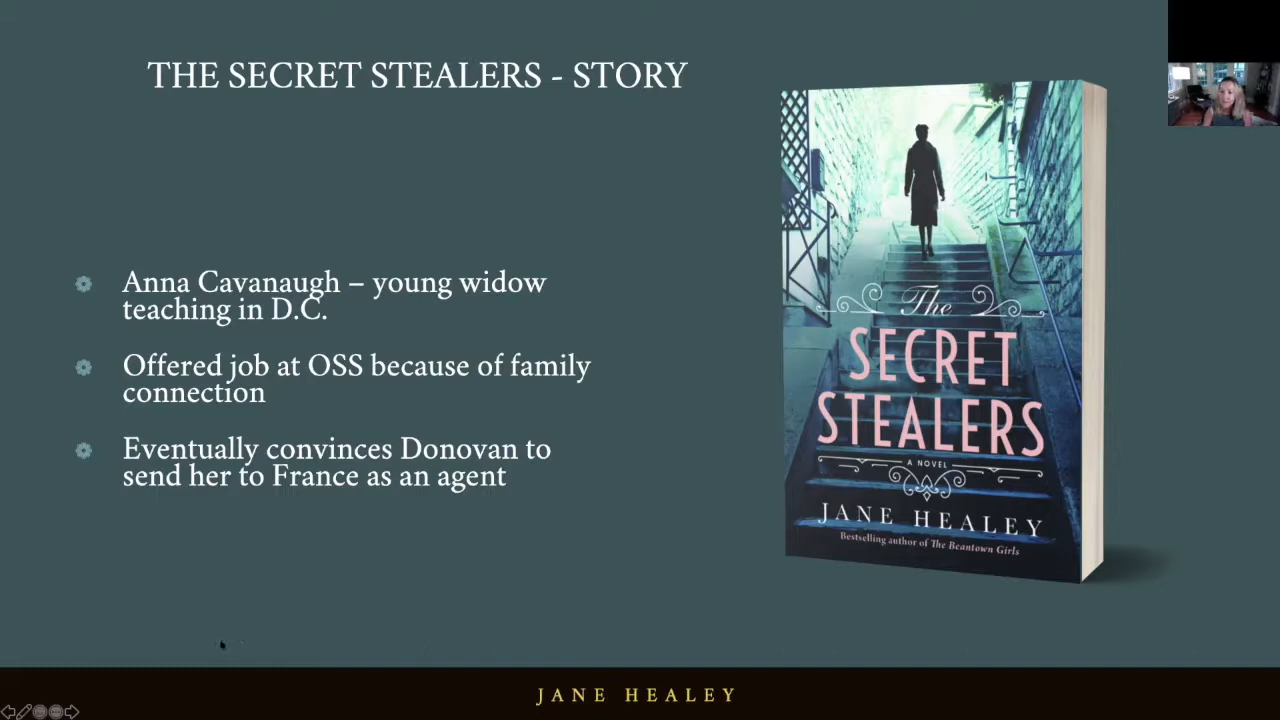 THE SECRET STEALERS - STORY
Anna Cavanaugh – young widow
teaching in D.C.
Offered job at OSS because of family
connection
Eventually convinces Donovan to
send her to France as an agent
The
SECRET
STEALERS
A NOVEL
JANE HEALEY
Bestselling author of The Beantown Girls
JANE HEALEY